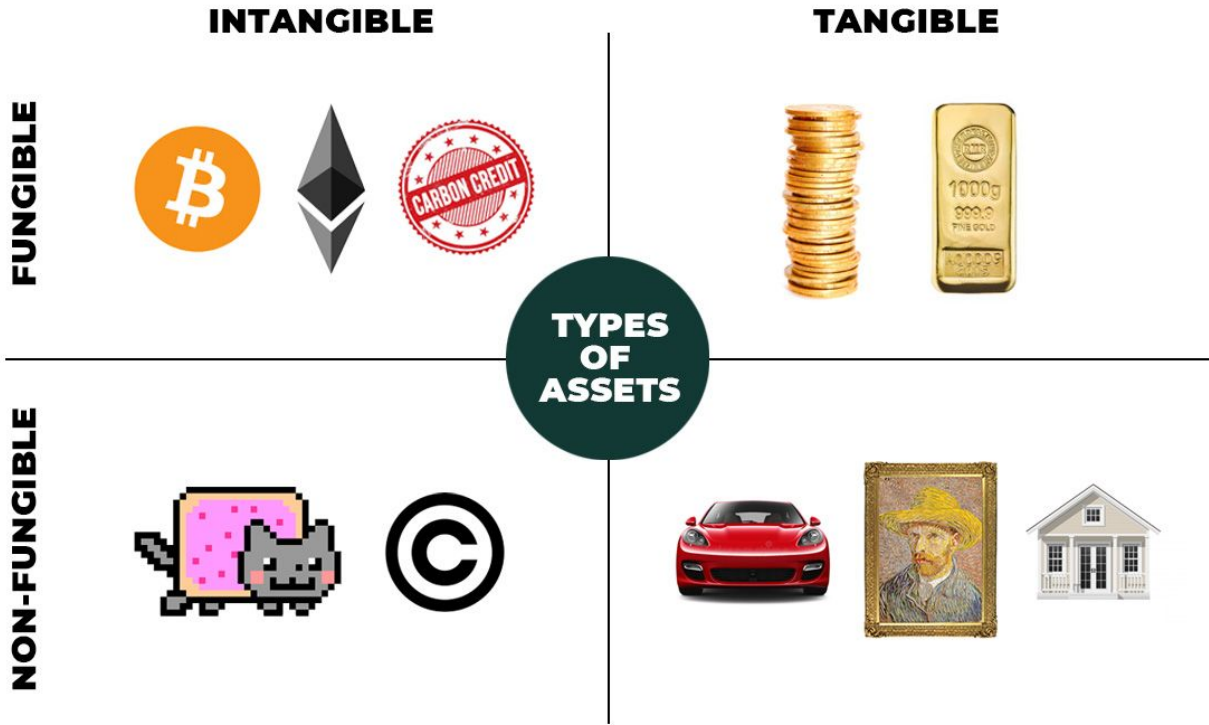 INTANGIBLE
TANGIBLE
FUNGIBLE
CARBON CREDIT
1000g
999.9
FINE GOLD
TYPES
OF
ASSETS
NON-FUNGIBLE
©